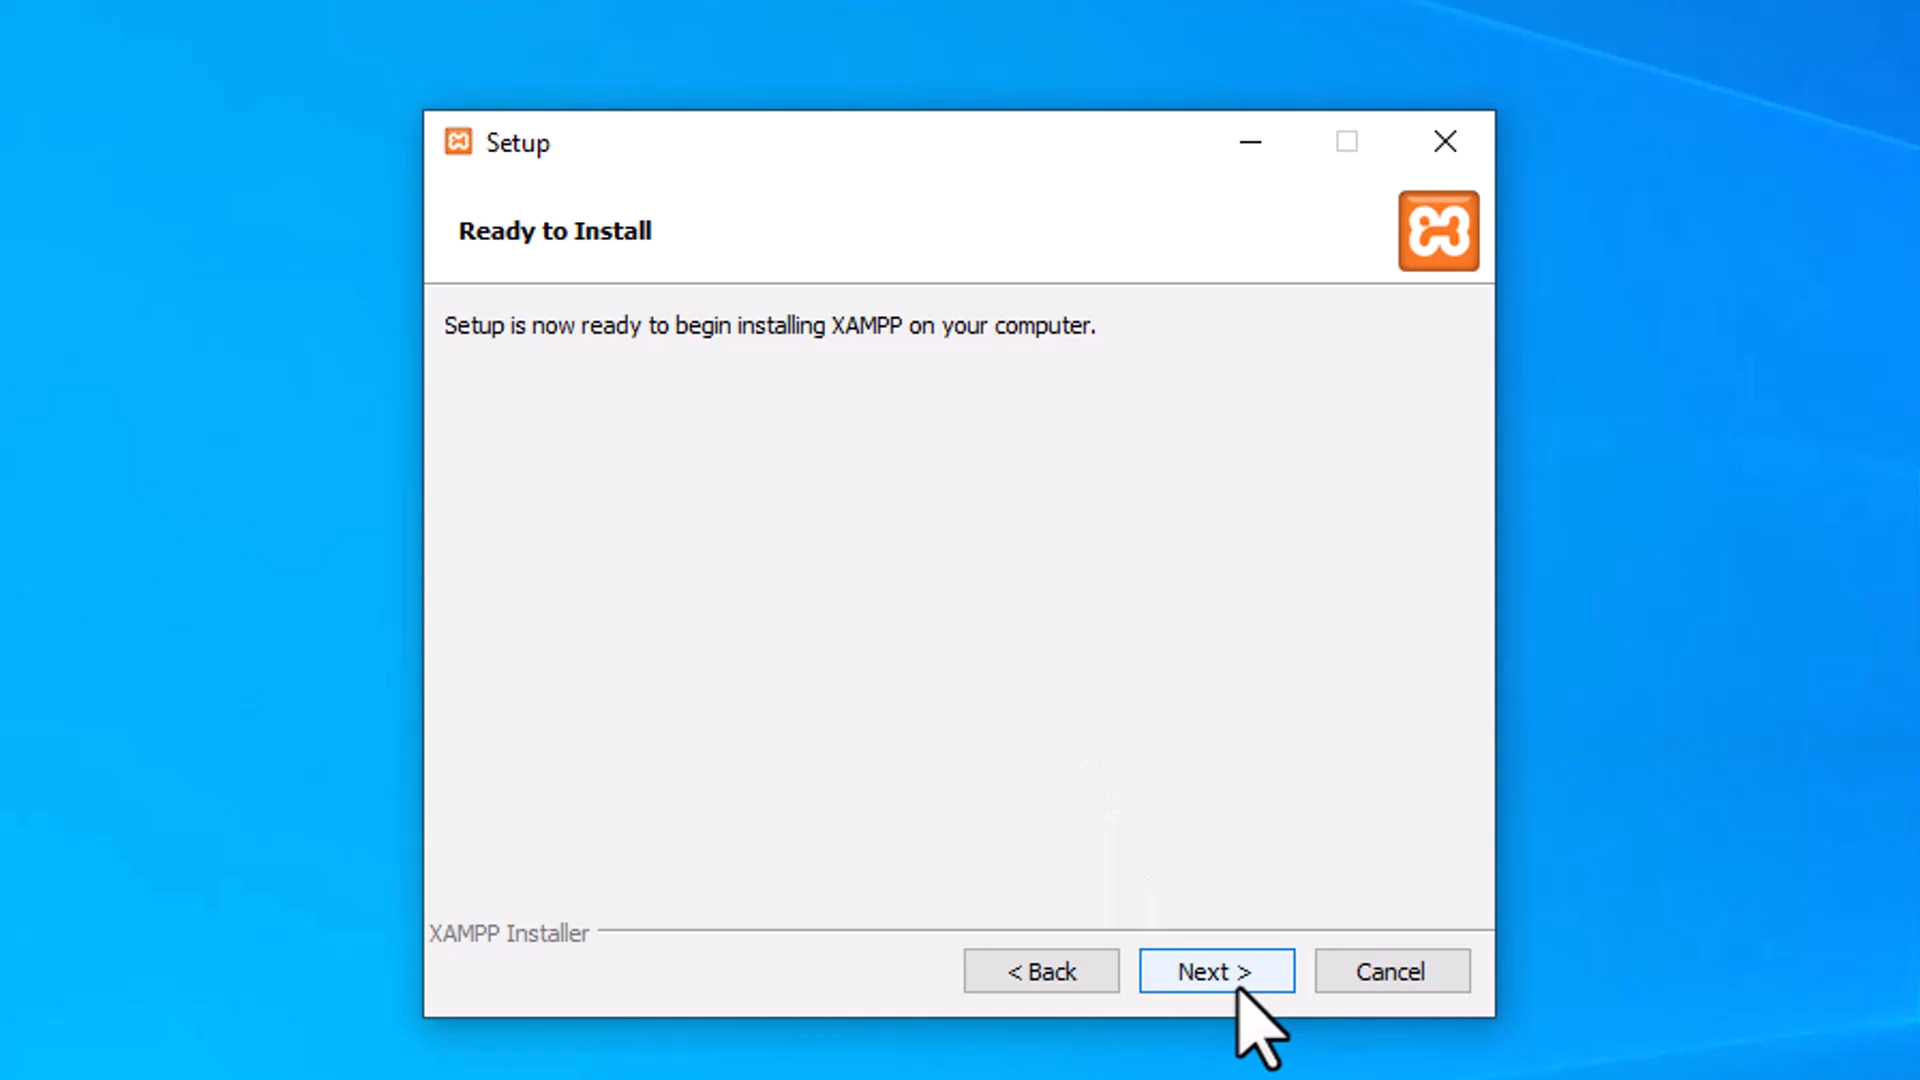 Setup
Ready to Install
Setup is now ready to begin installing XAMPP on your computer.
XAMPP Installer
< Back
Next >
Cancel